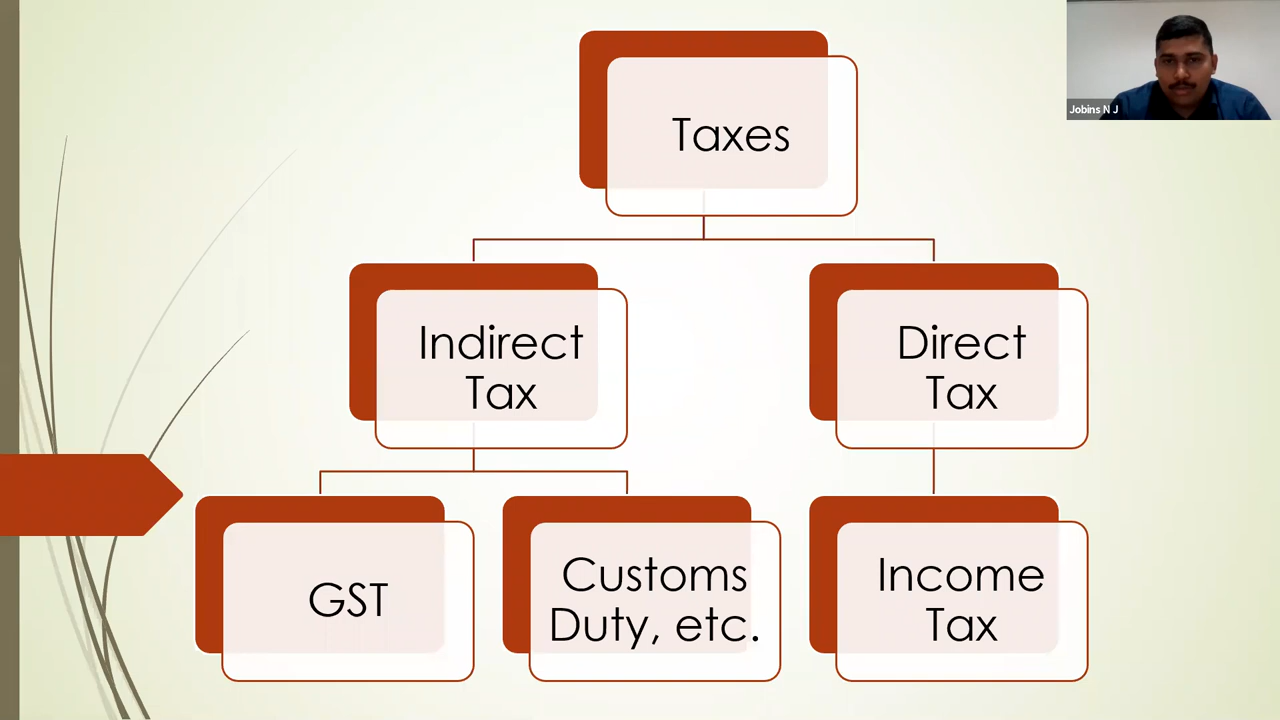 Taxes
Jobins N J
Indirect
Tax
Direct
Tax
GST
Customs
Duty, etc.
Income
Tax